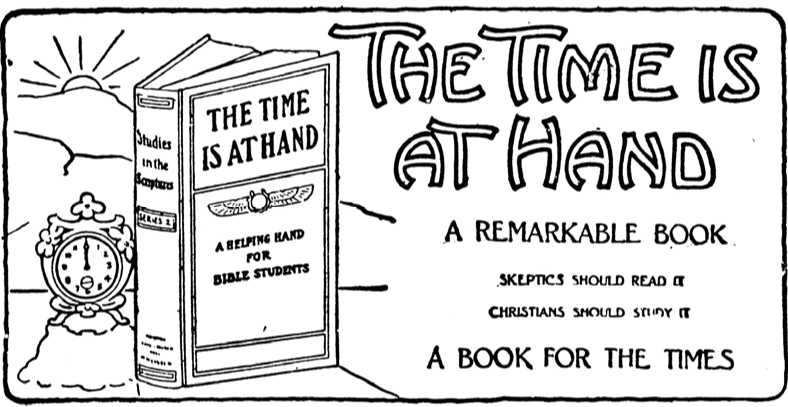 THE TIME IS
AT HAND
A REMARKABLE BOOK
SKEPTICS SHOULD READ IT
CHRISTIANS SHOULD STUDY IT
A BOOK FOR THE TIMES
THE TIME
IS AT HAND
A HELPING HAND
FOR
BIBLE STUDENTS
Studies
in the
Scriptures
SERIES